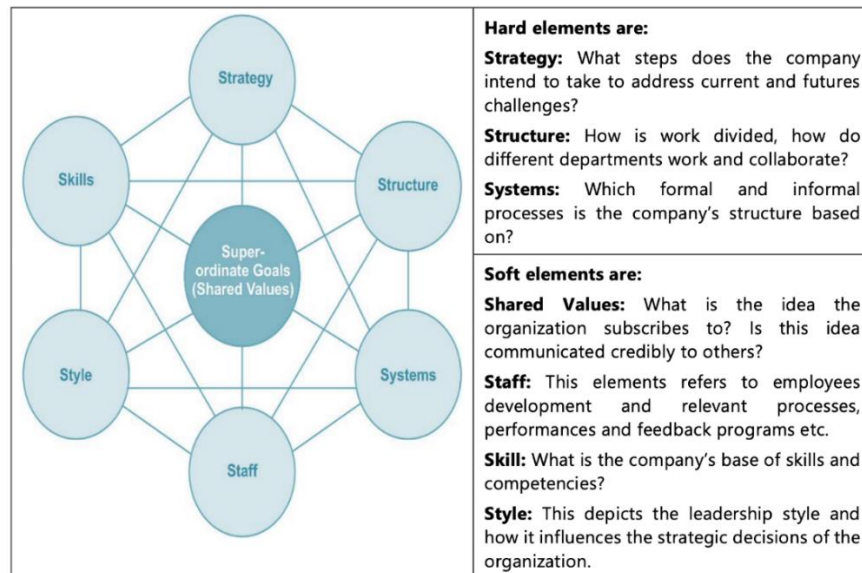 Strategy
Skills
Structure
Super-
ordinate Goals
(Shared Values)
Style
Systems
Staff
Hard elements are:
Strategy: What steps does the company
intend to take to address current and futures
challenges?
Structure: How is work divided, how do
different departments work and collaborate?
Systems: Which formal and informal
processes is the company's structure based
on?
Soft elements are:
Shared Values: What is the idea the
organization subscribes to? Is this idea
communicated credibly to others?
Staff: This elements refers to employees
development and relevant processes,
performances and feedback programs etc.
Skill: What is the company's base of skills and
competencies?
Style: This depicts the leadership style and
how it influences the strategic decisions of the
organization.